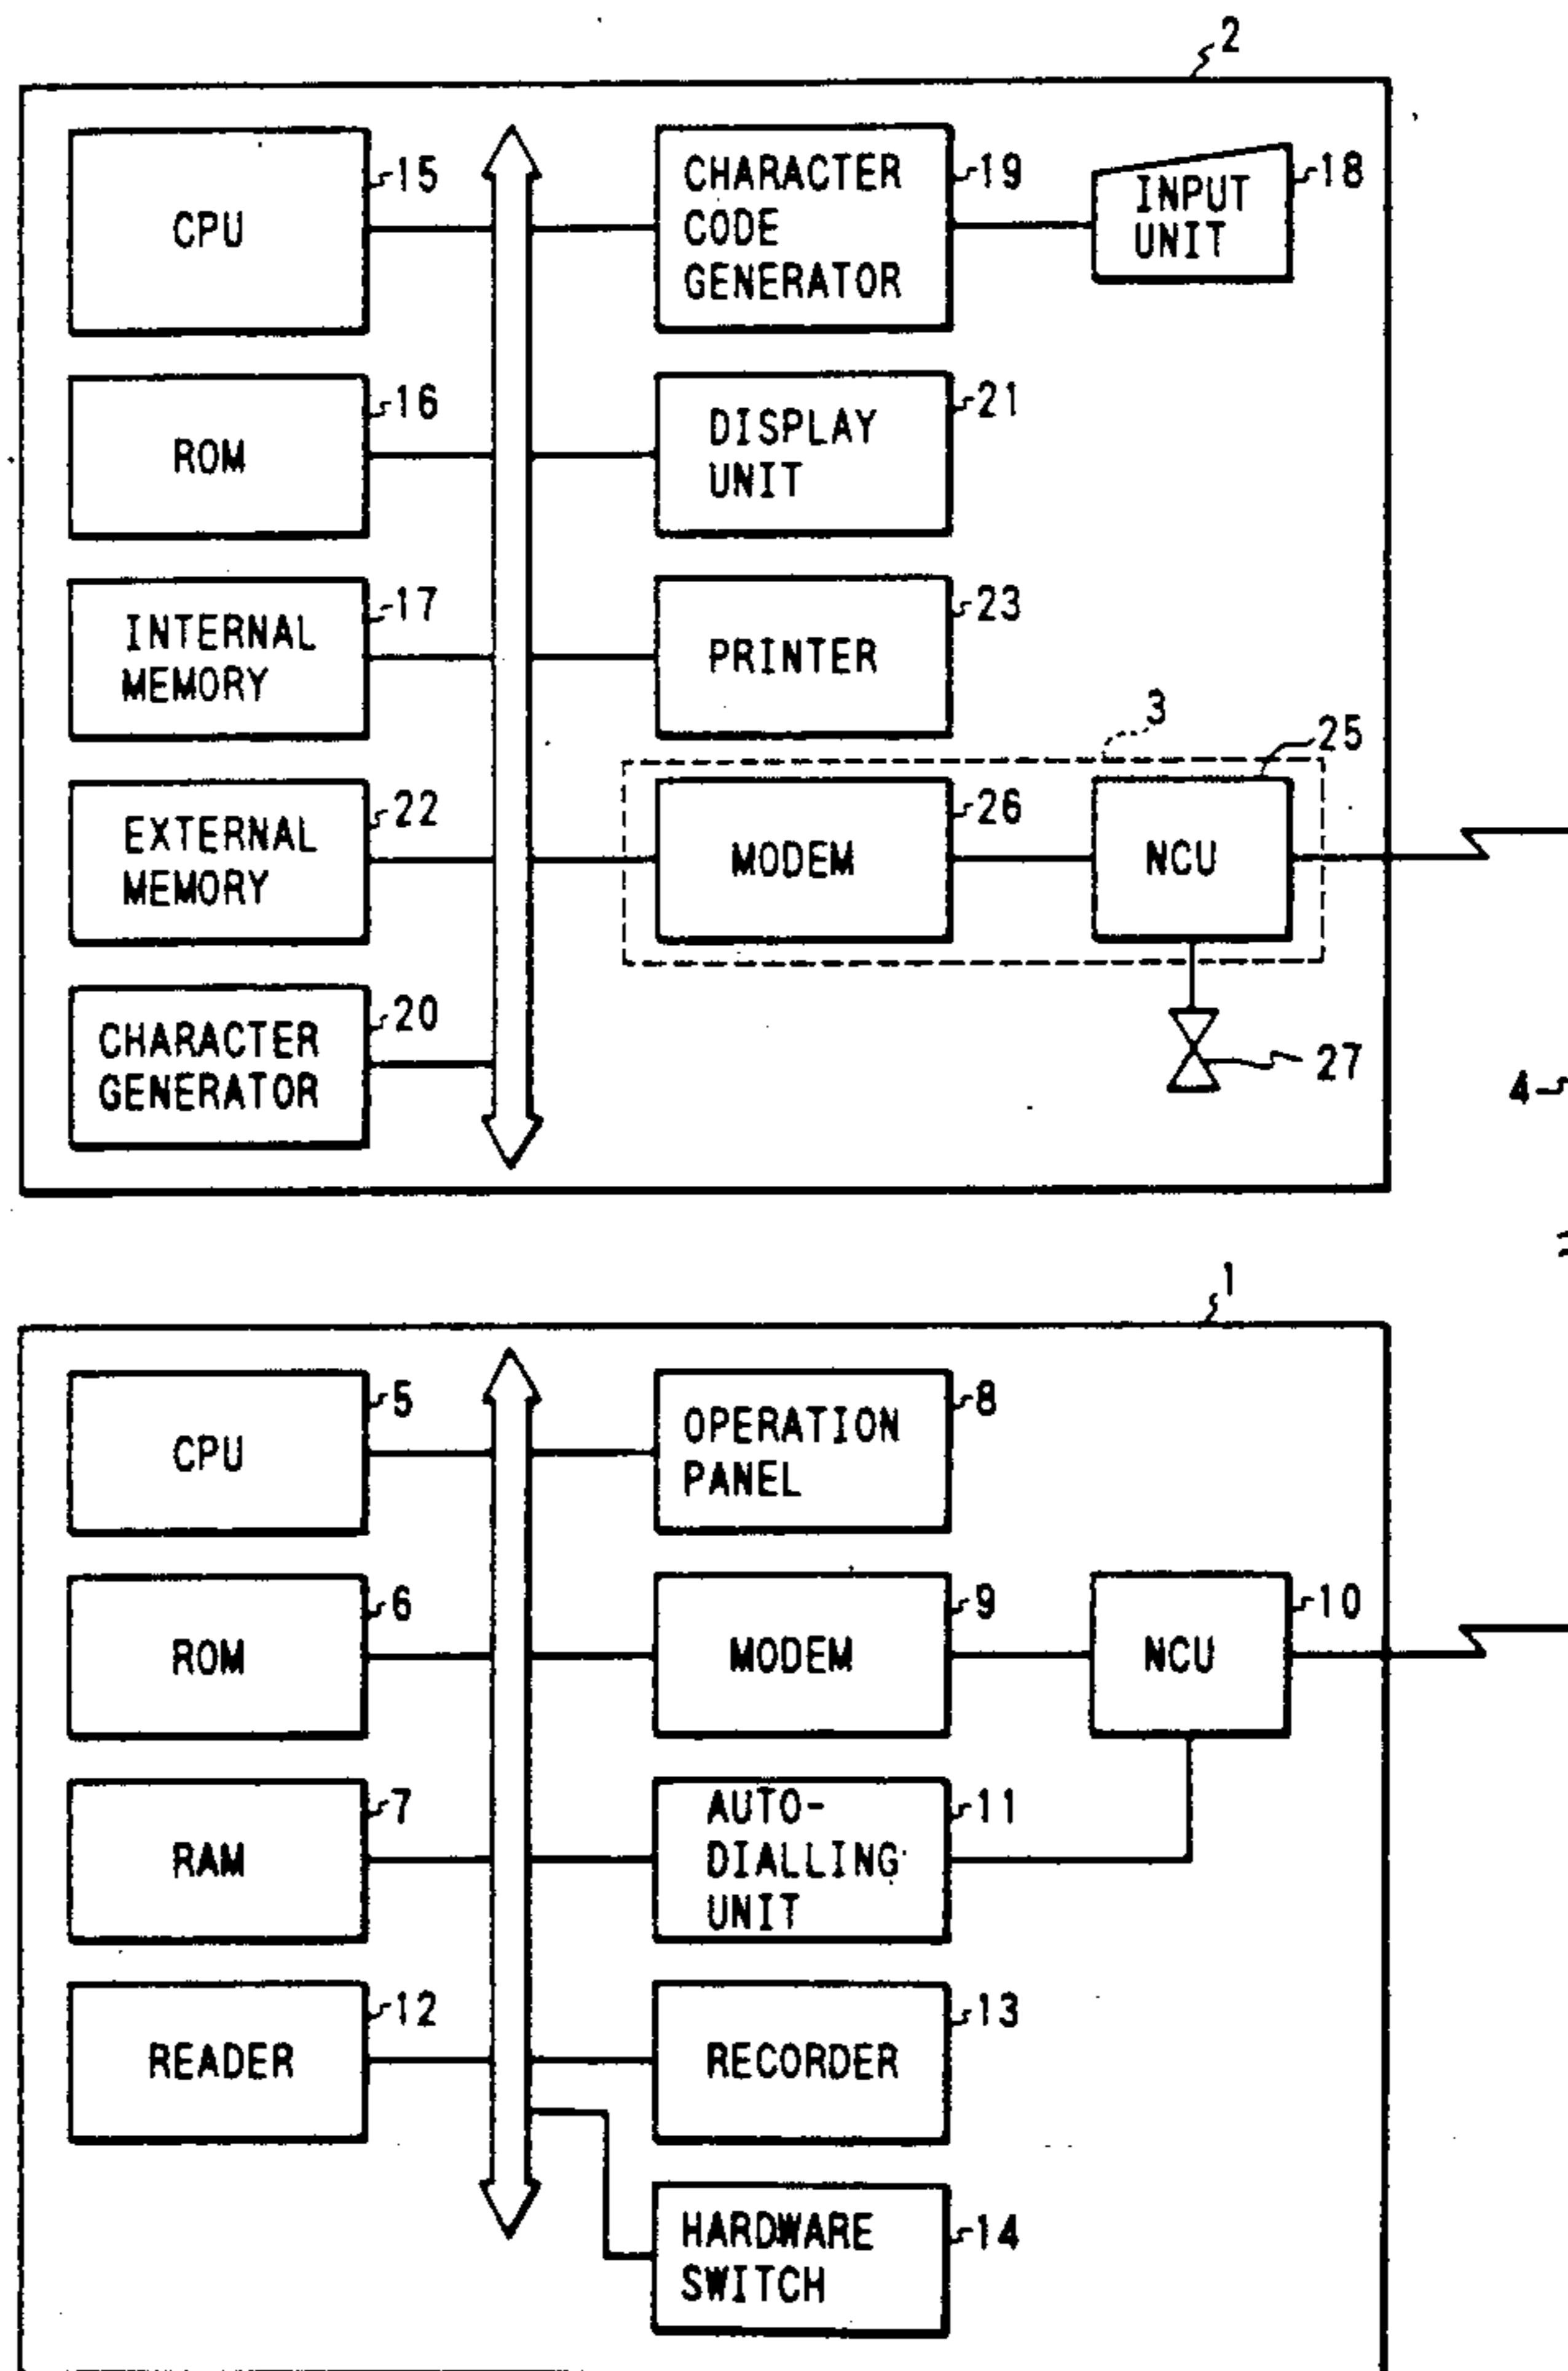 2
CPU
15
CHARACTER
CODE
GENERATOR
19
INPUT
UNIT
18
ROM
16
DISPLAY
UNIT
21
INTERNAL
MEMORY
17
PRINTER
23
3
25
EXTERNAL
MEMORY
22
MODEM
26
NCU
CHARACTER
GENERATOR
20
27
4
1
CPU
5
OPERATION
PANEL
8
ROM
6
MODEM
9
NCU
10
RAM
7
AUTO-
DIALLING
UNIT
11
READER
12
RECORDER
13
HARDWARE
SWITCH
14